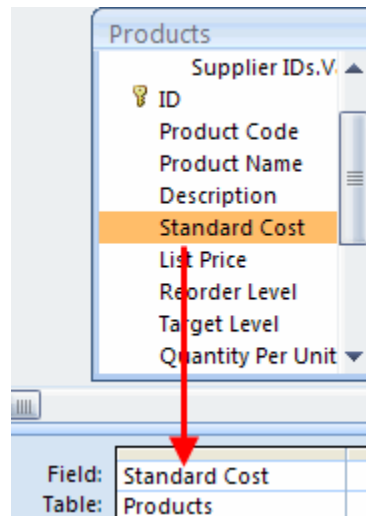 Products
Supplier IDs.V
ID
Product Code
Product Name
Description
Standard Cost
List Price
Reorder Level
Target Level
Quantity Per Unit
Field: Standard Cost
Table: Products